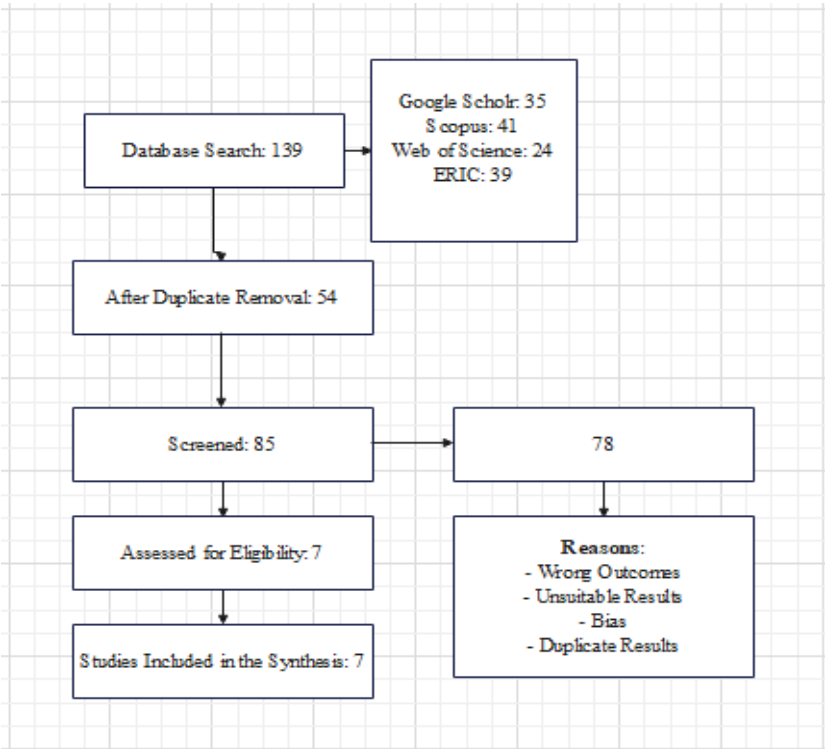 Database Search: 139
Google Scholr: 35
Scopus: 41
Web of Science: 24
ERIC: 39
After Duplicate Removal: 54
Screened: 85
78
Assessed for Eligibility: 7
Reasons:
- Wrong Outcomes
- Unsuitable Results
- Bias
- Duplicate Results
Studies Included in the Synthesis: 7